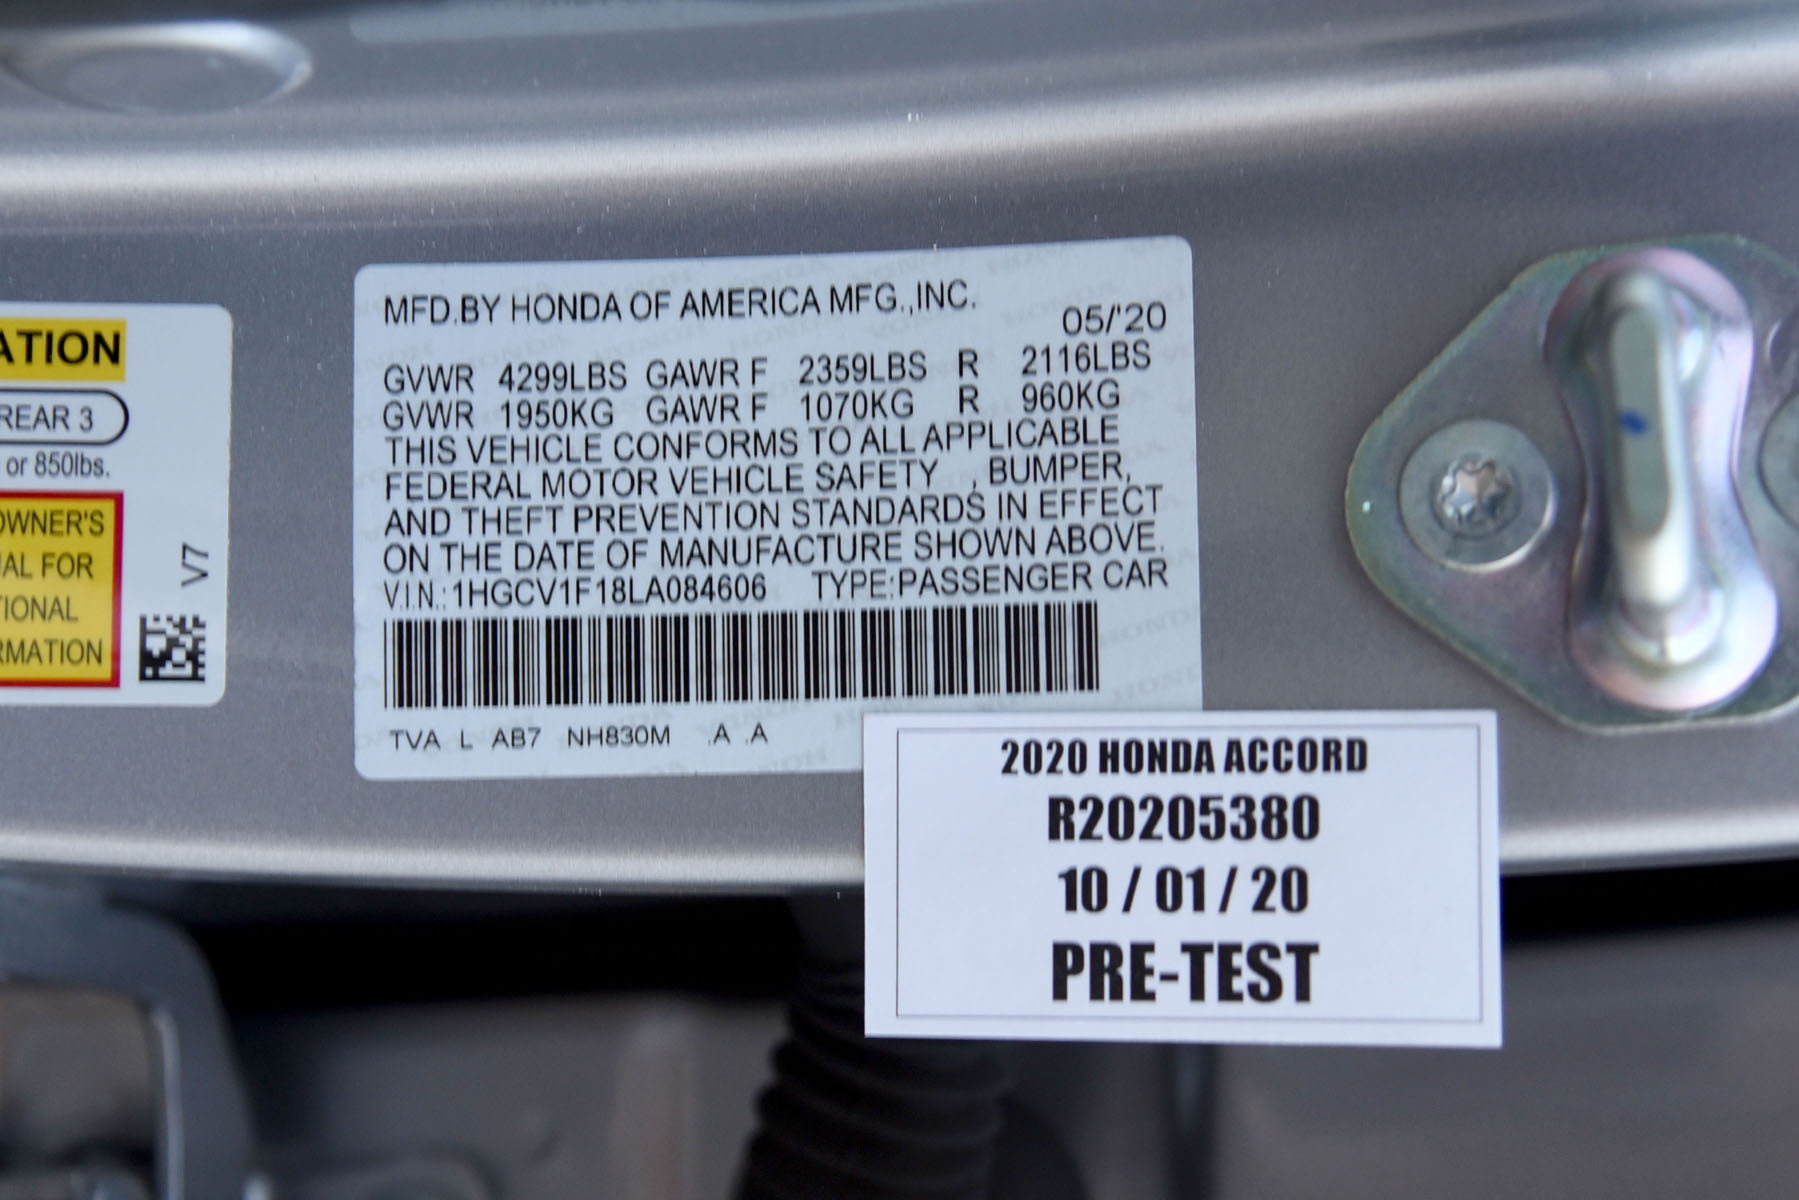 ATION
REAR 3
or 850lbs.
OWNER'S
AL FOR
TIONAL
RMATION
V7
MFD.BY HONDA OF AMERICA MFG.,INC.
05/'20
GVWR 4299LBS GAWR F 2359LBS R 2116LBS
GVWR 1950KG GAWR F 1070KG R 960KG
THIS VEHICLE CONFORMS TO ALL APPLICABLE
FEDERAL MOTOR VEHICLE SAFETY , BUMPER,
AND THEFT PREVENTION STANDARDS IN EFFECT
ON THE DATE OF MANUFACTURE SHOWN ABOVE.
V.I.N.: 1HGCV1F18LA084606 TYPE:PASSENGER CAR
TVA L AB7 NH830M .A .A
2020 HONDA ACCORD
R20205380
10 / 01 / 20
PRE-TEST